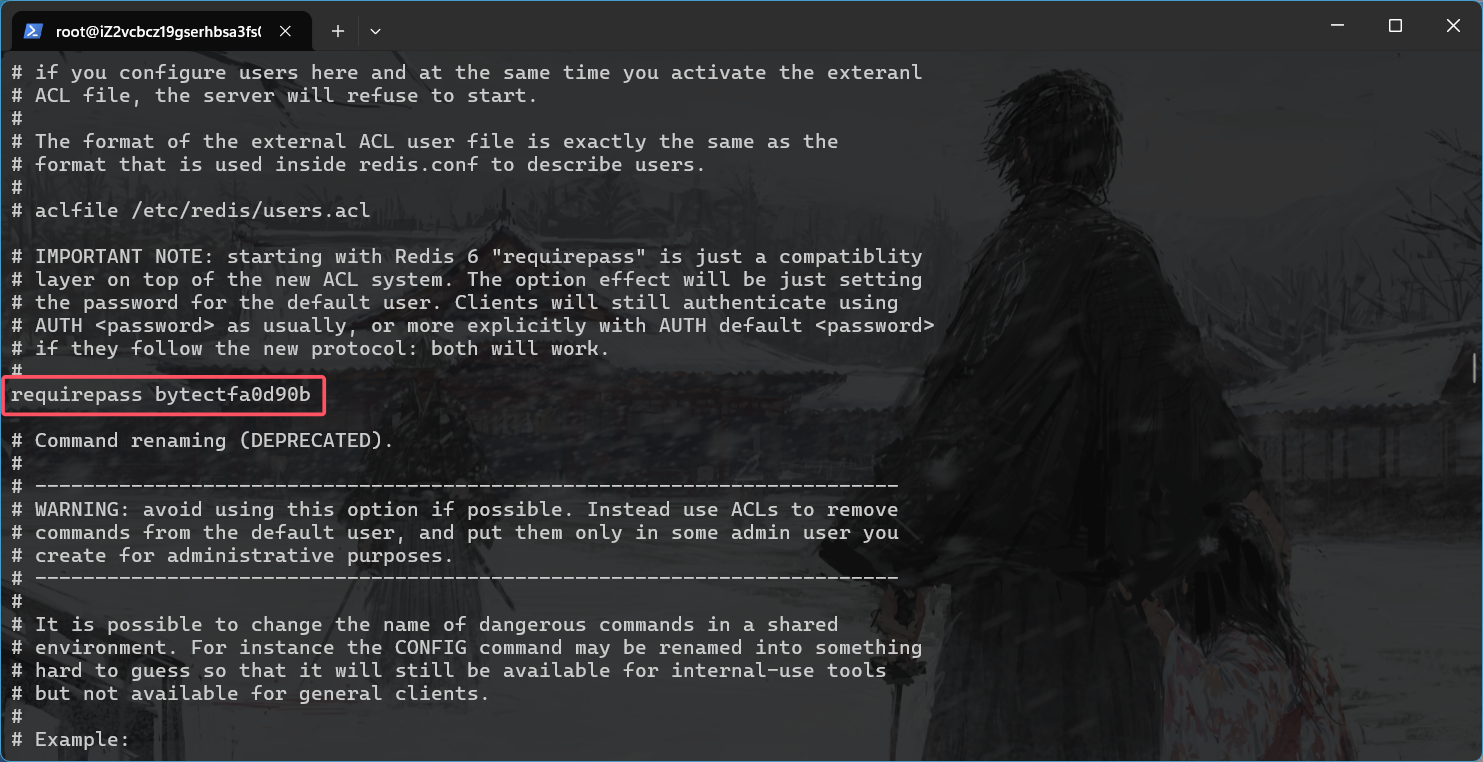 root@iZ2vcbcz19gserhbsa3fs(
# if you configure users here and at the same time you activate the exteranl
# ACL file, the server will refuse to start.
#
# The format of the external ACL user file is exactly the same as the
# format that is used inside redis.conf to describe users.
#
# aclfile /etc/redis/users.acl
# IMPORTANT NOTE: starting with Redis 6 "requirepass" is just a compatiblity
# layer on top of the new ACL system. The option effect will be just setting
# the password for the default user. Clients will still authenticate using
# AUTH <password> as usually, or more explicitly with AUTH default <password>
# if they follow the new protocol: both will work.
#
requirepass bytectfa0d90b
# Command renaming (DEPRECATED).
#
# ------------------------------------------------------------------------
# WARNING: avoid using this option if possible. Instead use ACLs to remove
# commands from the default user, and put them only in some admin user you
# create for administrative purposes.
# ------------------------------------------------------------------------
#
# It is possible to change the name of dangerous commands in a shared
# environment. For instance the CONFIG command may be renamed into something
# hard to guess so that it will still be available for internal-use tools
# but not available for general clients.
#
# Example: